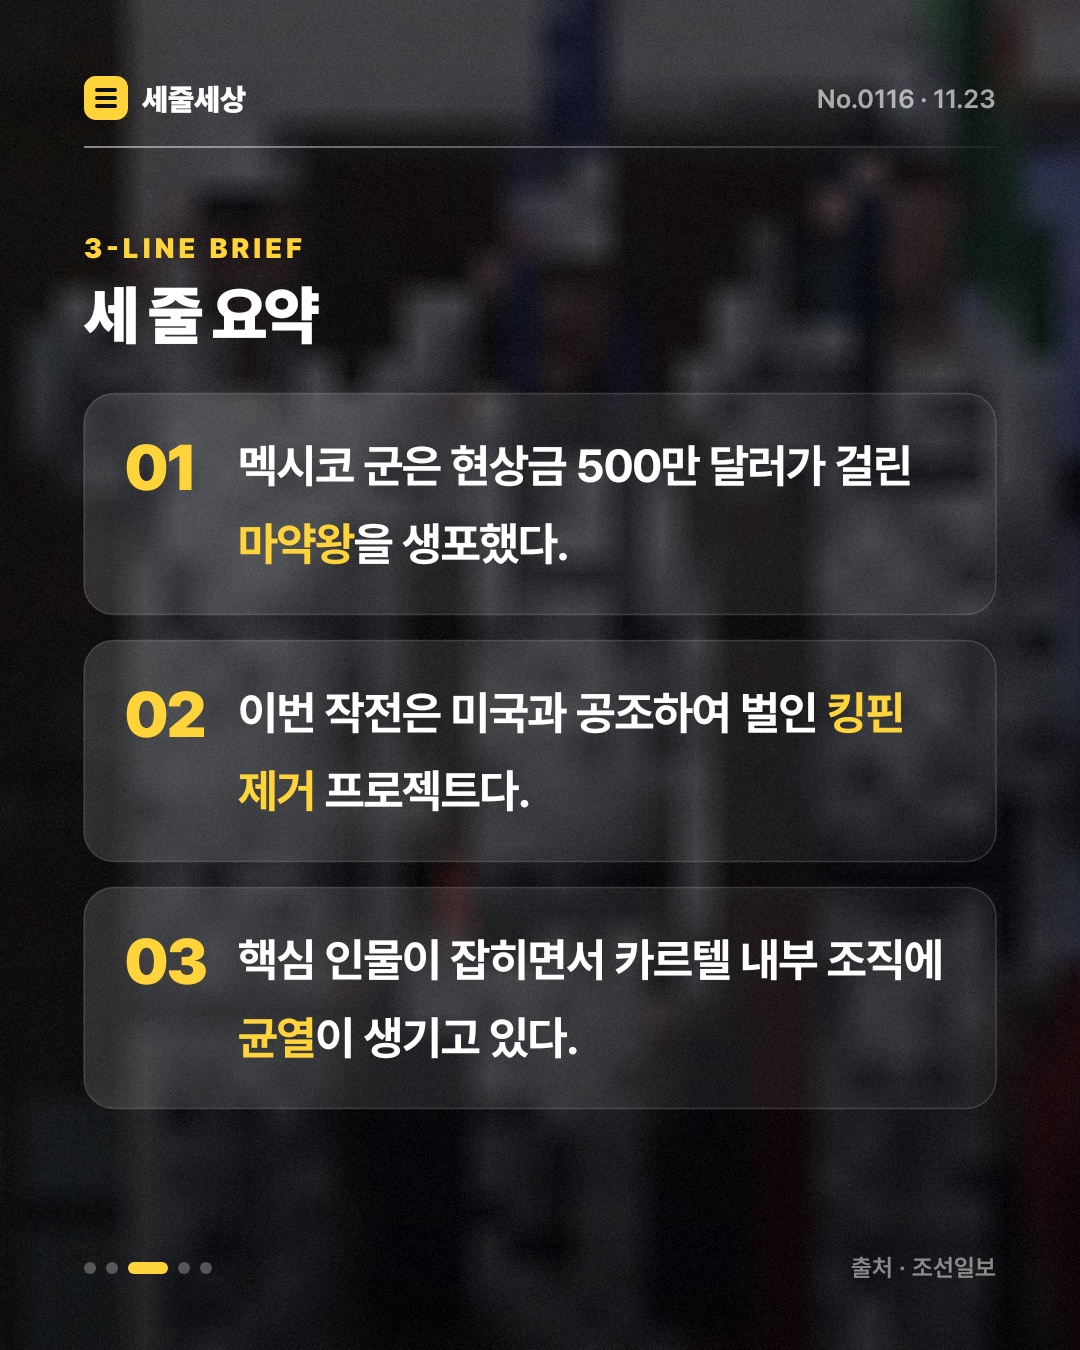 세줄세상
No.0116 · 11.23
3-LINE BRIEF
세 줄 요약
01
멕시코 군은 현상금 500만 달러가 걸린
마약왕을 생포했다.
02
이번 작전은 미국과 공조하여 벌인 킹핀
제거 프로젝트다.
03
핵심 인물이 잡히면서 카르텔 내부 조직에
균열이 생기고 있다.
출처 · 조선일보